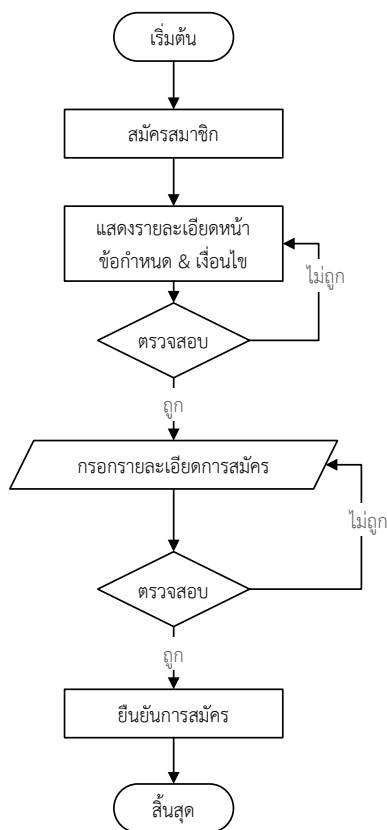 เริ่มต้น
สมัครสมาชิก
แสดงรายละเอียดหน้า
ข้อกำหนด & เงื่อนไข
ไม่ถูก
ตรวจสอบ
ถูก
กรอกรายละเอียดการสมัคร
ไม่ถูก
ตรวจสอบ
ถูก
ยืนยันการสมัคร
สิ้นสุด